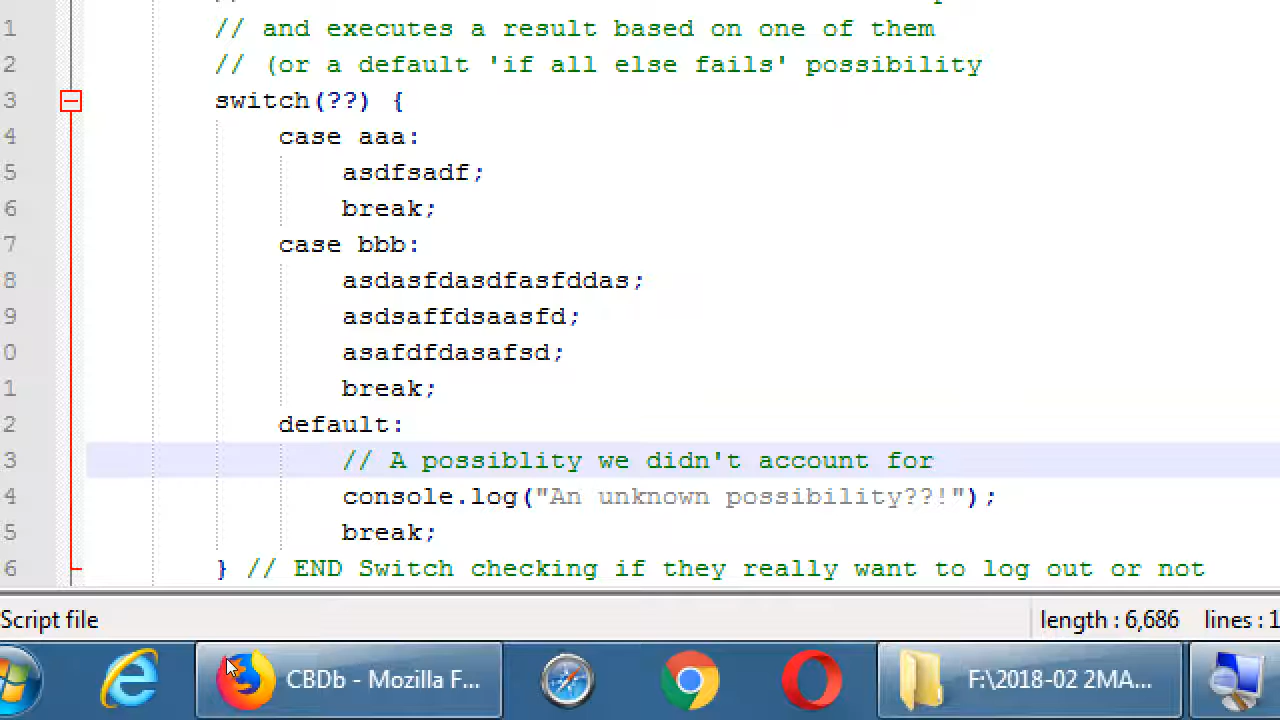 1 // and executes a result based on one of them
2 // (or a default 'if all else fails' possibility
3 switch(??) {
4 case aaa:
5 asdfsadf;
6 break;
7 case bbb:
8 asdasfdasdfasfddas;
9 asdsaffdsaasfd;
0 asafdfdasafsd;
1 break;
2 default:
3 // A possiblity we didn't account for
4 console.log("An unknown possibility??!");
5 break;
6 } // END Switch checking if they really want to log out or not
Script file length : 6,686 lines : 1
CBDb - Mozilla F... F:\2018-02 2MA...